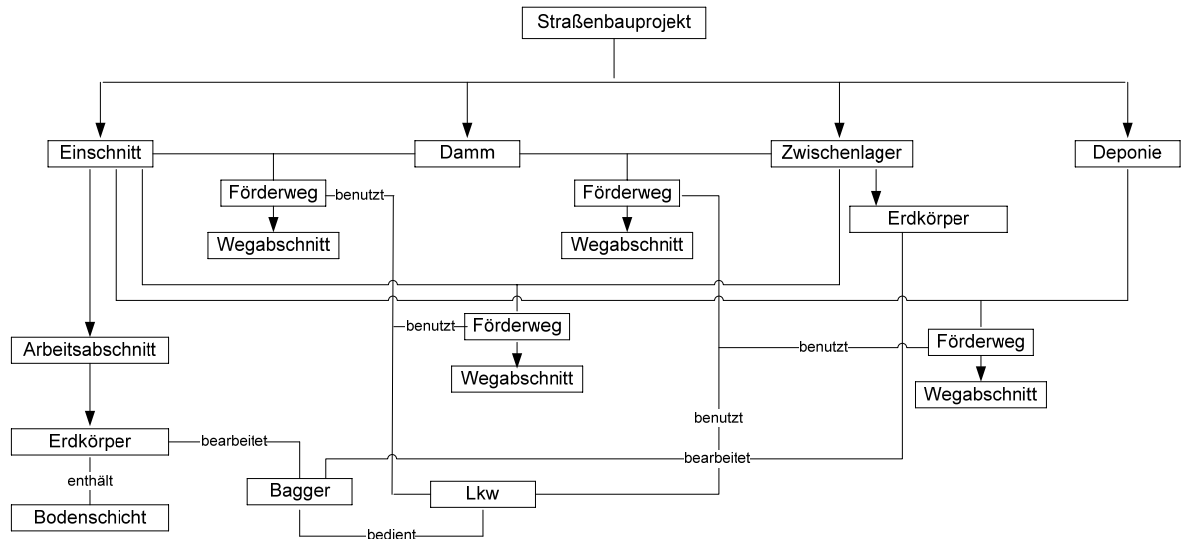 Straßenbauprojekt
Einschnitt
Damm
Zwischenlager
Deponie
Förderweg
benutzt
Förderweg
Erdkörper
Wegabschnitt
Wegabschnitt
Förderweg
benutzt
Arbeitsabschnitt
benutzt
Förderweg
Wegabschnitt
Wegabschnitt
benutzt
Erdkörper
bearbeitet
bearbeitet
enthält
Bagger
Lkw
Bodenschicht
bedient